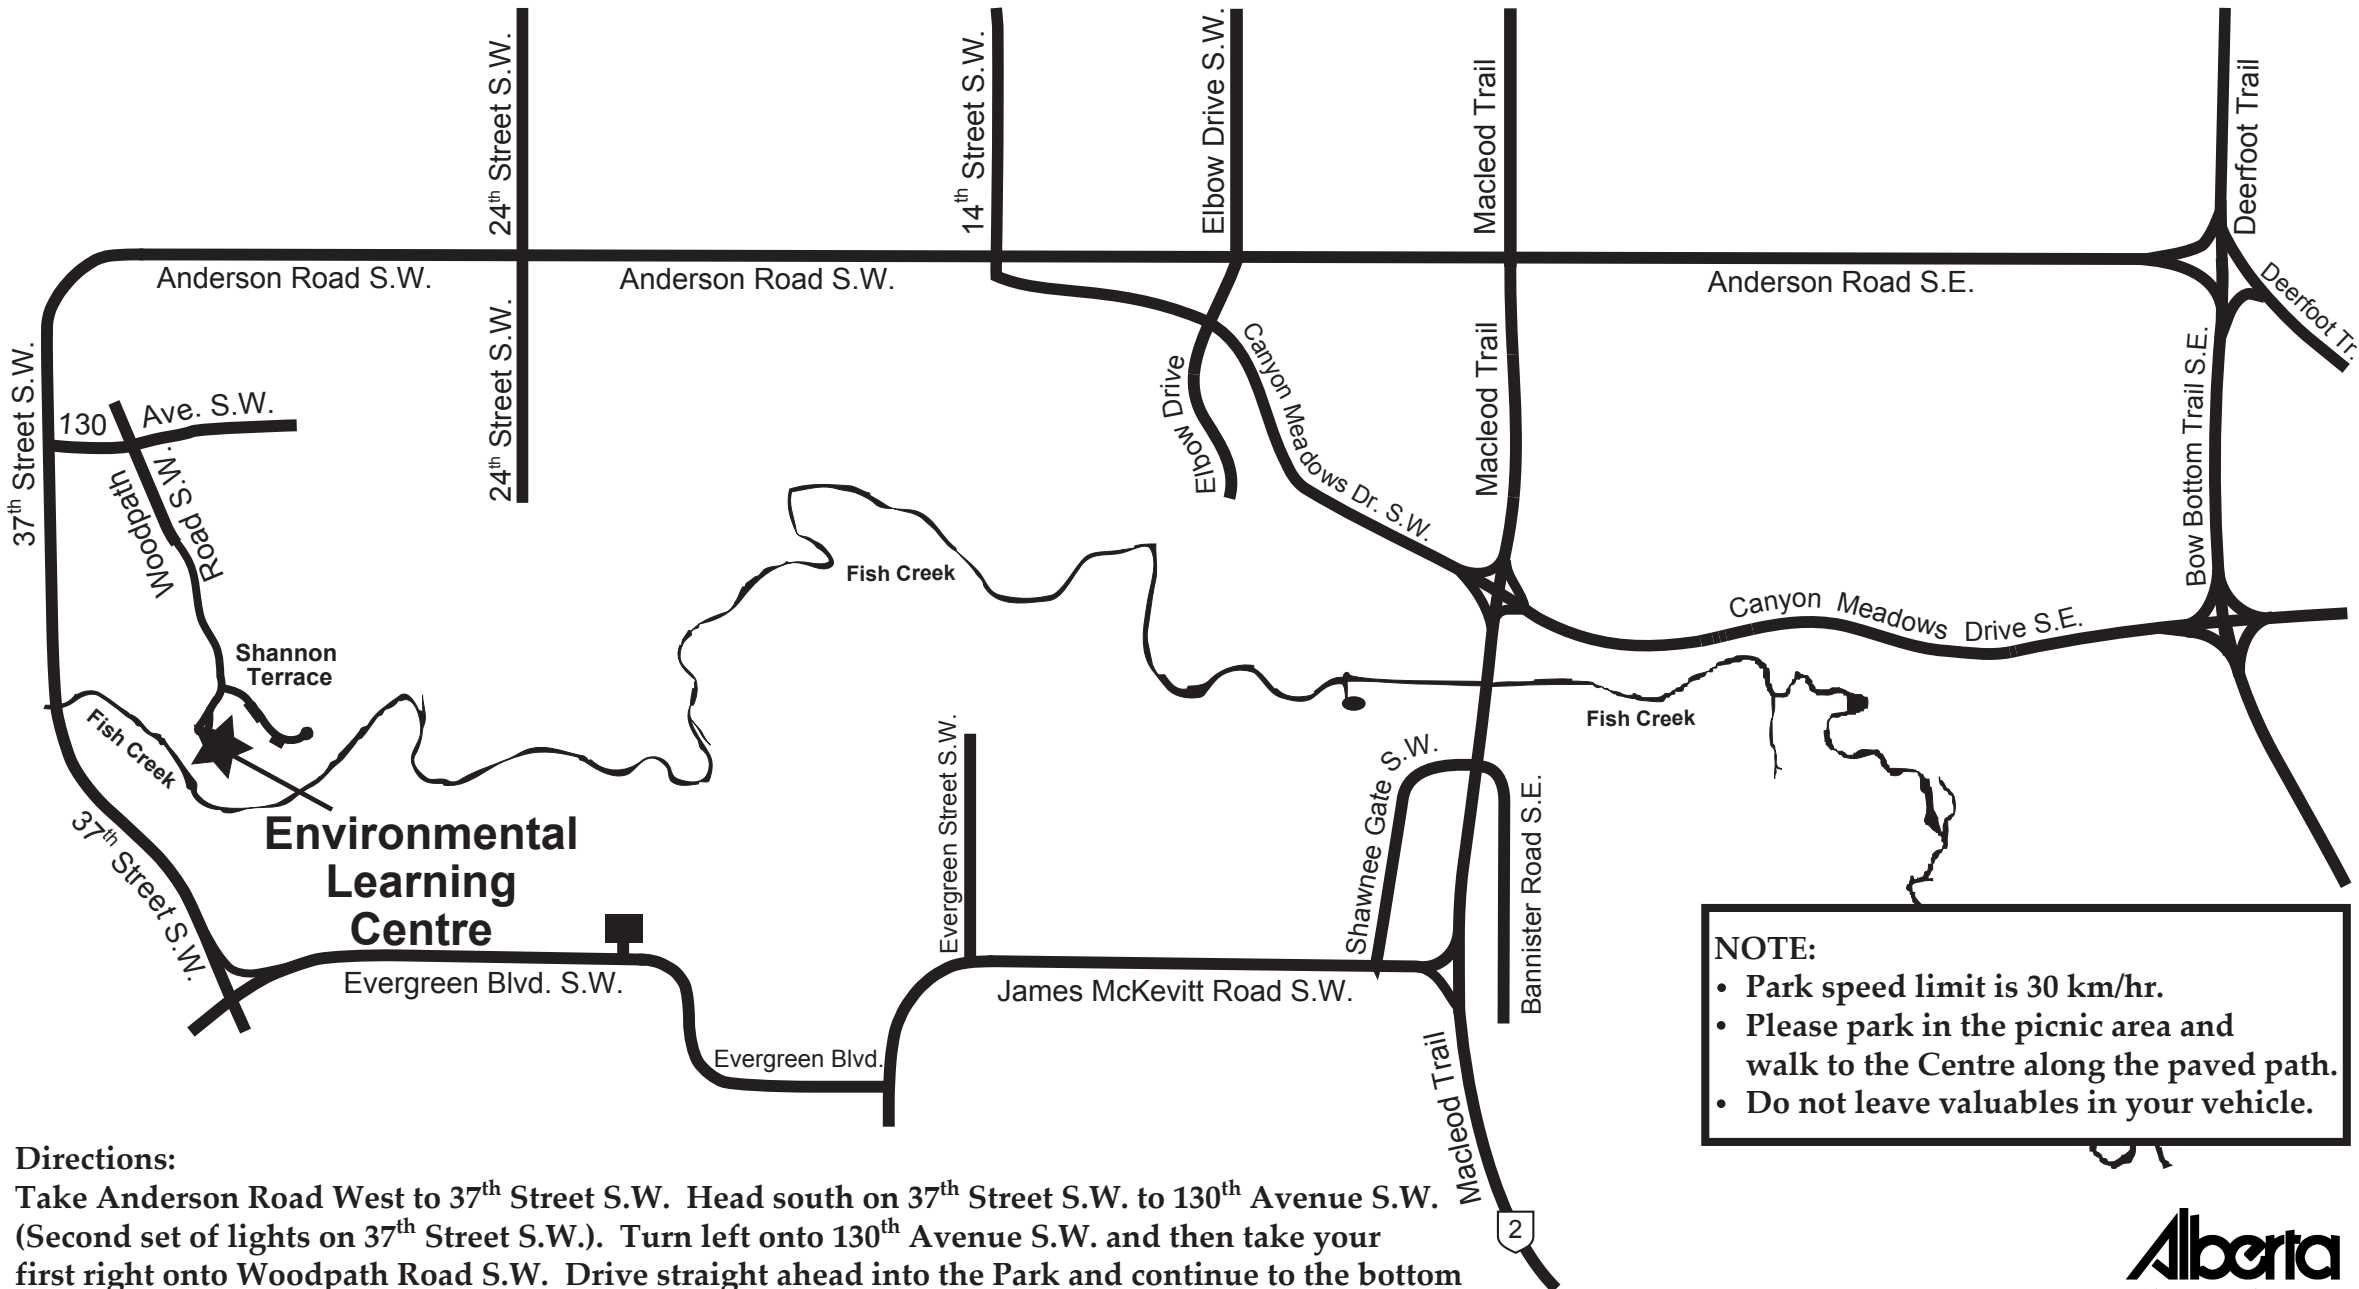 24th Street S.W.
14th Street S.W.
Elbow Drive S.W.
Macleod Trail
Deerfoot Trail
Anderson Road S.W.
Anderson Road S.W.
Anderson Road S.E.
Deerfoot Tr.
37th Street S.W.
130 Ave. S.W.
Woodpath
Road S.W.
24th Street S.W.
Elbow Drive
Canyon Meadows Dr. S.W.
Macleod Trail
Bow Bottom Trail S.E.
Fish Creek
Canyon Meadows Drive S.E.
Shannon
Terrace
Fish Creek
Fish Creek
37th Street S.W.
Environmental
Learning
Centre
Evergreen Street S.W.
Shawnee Gate S.W.
Bannister Road S.E.
Evergreen Blvd. S.W.
James McKevitt Road S.W.
Evergreen Blvd.
Macleod Trail
2
NOTE:
• Park speed limit is 30 km/hr.
• Please park in the picnic area and
walk to the Centre along the paved path.
• Do not leave valuables in your vehicle.
Directions:
Take Anderson Road West to 37th Street S.W. Head south on 37th Street S.W. to 130th Avenue S.W.
(Second set of lights on 37th Street S.W.). Turn left onto 130th Avenue S.W. and then take your
first right onto Woodpath Road S.W. Drive straight ahead into the Park and continue to the bottom
Alberta